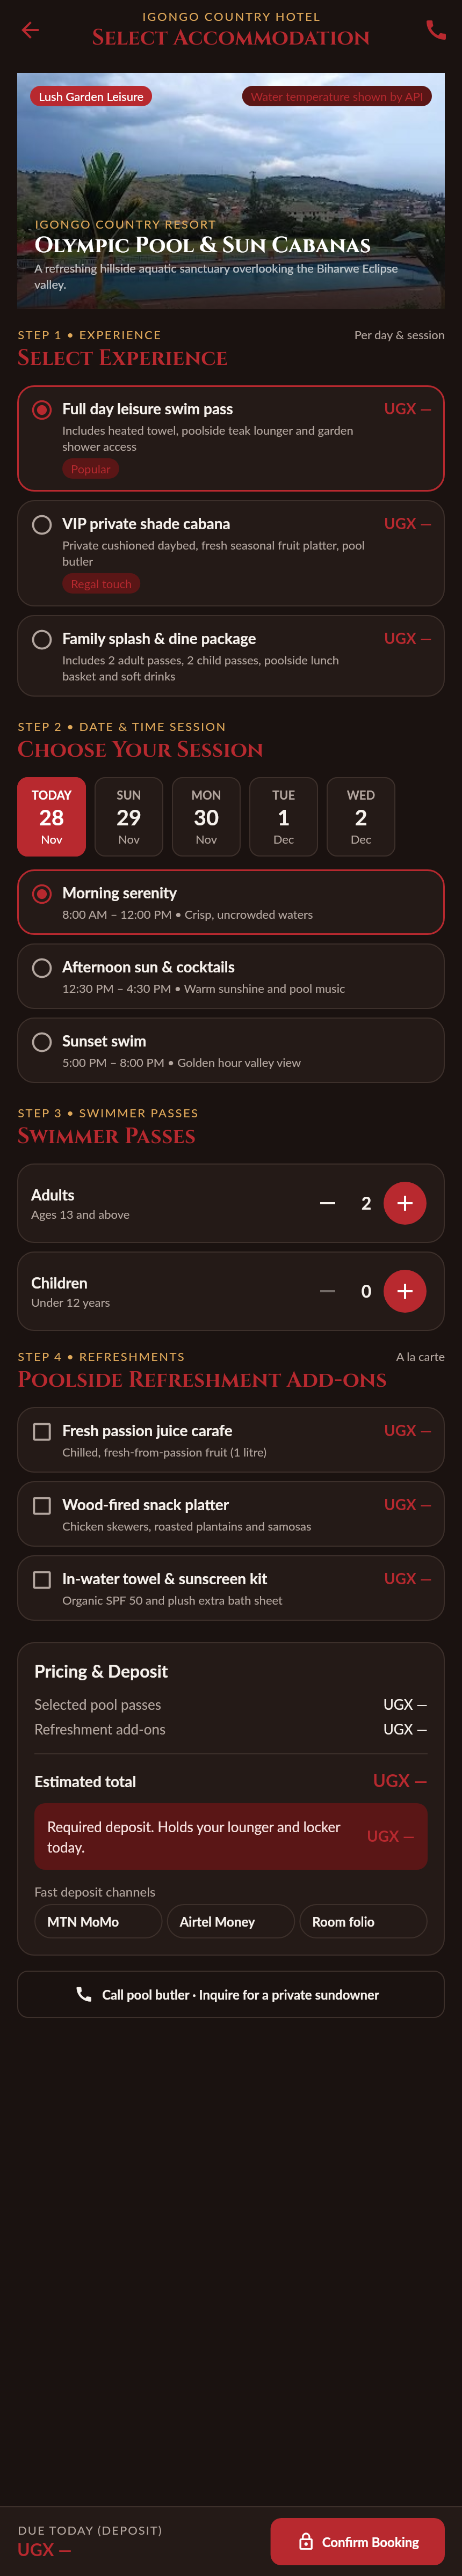 IGONGO COUNTRY HOTEL
Select Accommodation
Lush Garden Leisure
Water temperature shown by API
IGONGO COUNTRY RESORT
Olympic Pool & Sun Cabanas
A refreshing hillside aquatic sanctuary overlooking the Biharwe Eclipse
valley.
STEP 1 • EXPERIENCE
Per day & session
Select Experience
Full day leisure swim pass
UGX —
Includes heated towel, poolside teak lounger and garden
shower access
Popular
VIP private shade cabana
UGX —
Private cushioned daybed, fresh seasonal fruit platter, pool
butler
Regal touch
Family splash & dine package
UGX —
Includes 2 adult passes, 2 child passes, poolside lunch
basket and soft drinks
STEP 2 • DATE & TIME SESSION
Choose Your Session
TODAY
28
Nov
SUN
29
Nov
MON
30
Nov
TUE
1
Dec
WED
2
Dec
Morning serenity
8:00 AM – 12:00 PM • Crisp, uncrowded waters
Afternoon sun & cocktails
12:30 PM – 4:30 PM • Warm sunshine and pool music
Sunset swim
5:00 PM – 8:00 PM • Golden hour valley view
STEP 3 • SWIMMER PASSES
Swimmer Passes
Adults
Ages 13 and above
— 2 +
Children
Under 12 years
— 0 +
STEP 4 • REFRESHMENTS
A la carte
Poolside Refreshment Add-ons
Fresh passion juice carafe
UGX —
Chilled, fresh-from-passion fruit (1 litre)
Wood-fired snack platter
UGX —
Chicken skewers, roasted plantains and samosas
In-water towel & sunscreen kit
UGX —
Organic SPF 50 and plush extra bath sheet
Pricing & Deposit
Selected pool passes
UGX —
Refreshment add-ons
UGX —
Estimated total
UGX —
Required deposit. Holds your lounger and locker
today.
UGX —
Fast deposit channels
MTN MoMo
Airtel Money
Room folio
Call pool butler · Inquire for a private sundowner
DUE TODAY (DEPOSIT)
UGX —
Confirm Booking